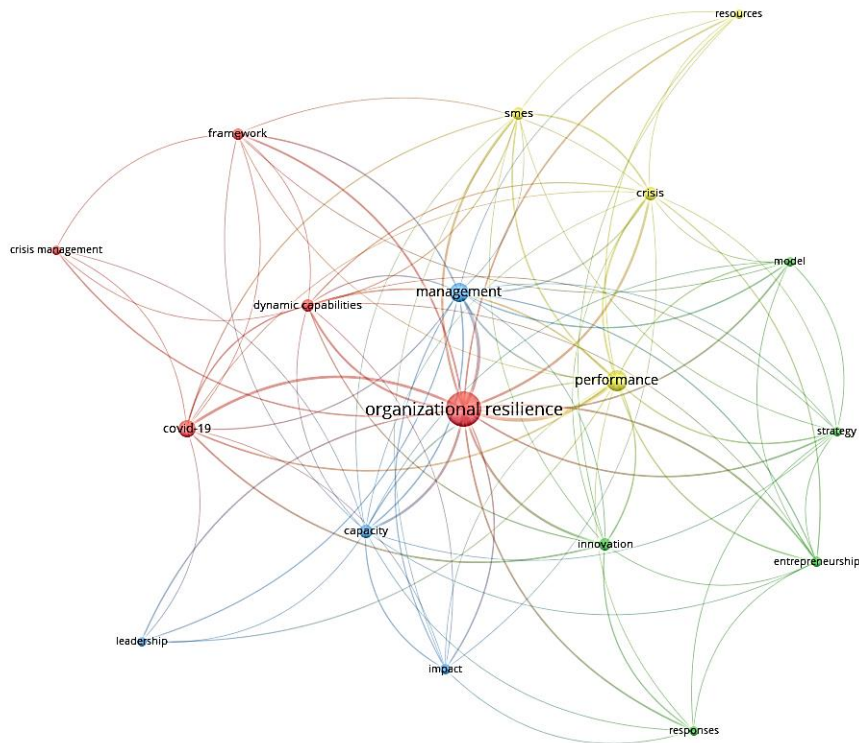 resources
smes
framework
crisis
crisis management
model
management
dynamic capabilities
performance
organizational resilience
covid-19
strategy
capacity
innovation
entrepreneurship
leadership
impact
responses